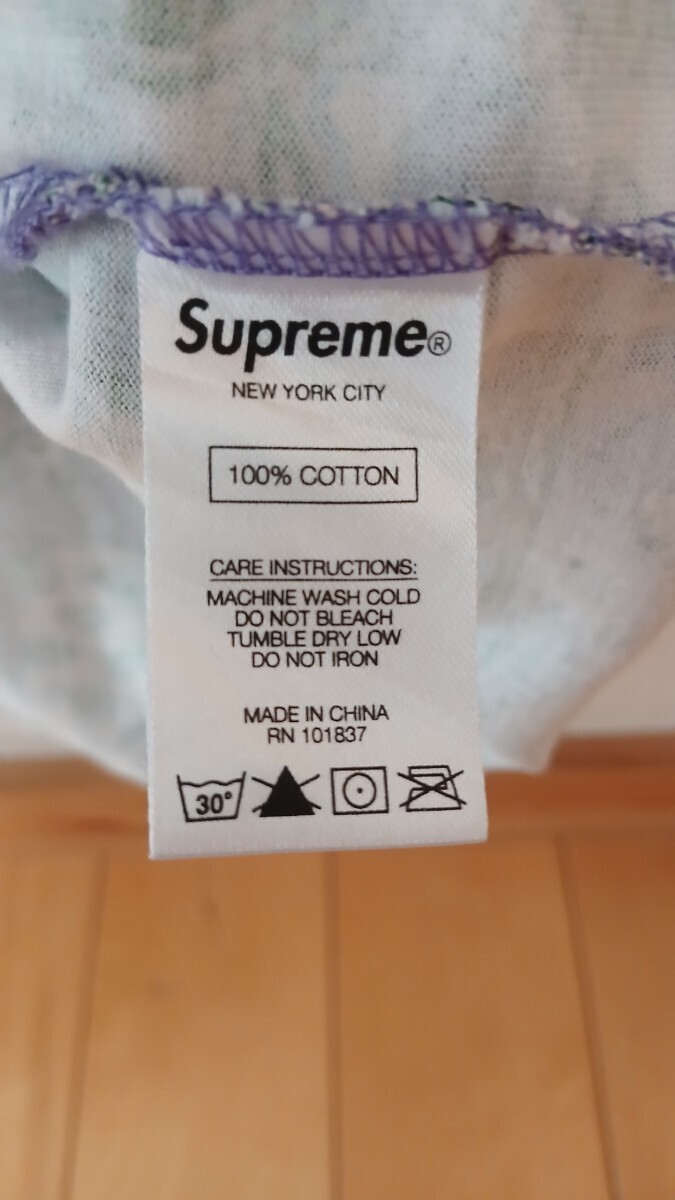 Supreme®
NEW YORK CITY
100% COTTON
CARE INSTRUCTIONS:
MACHINE WASH COLD
DO NOT BLEACH
TUMBLE DRY LOW
DO NOT IRON
MADE IN CHINA
RN 101837
30°